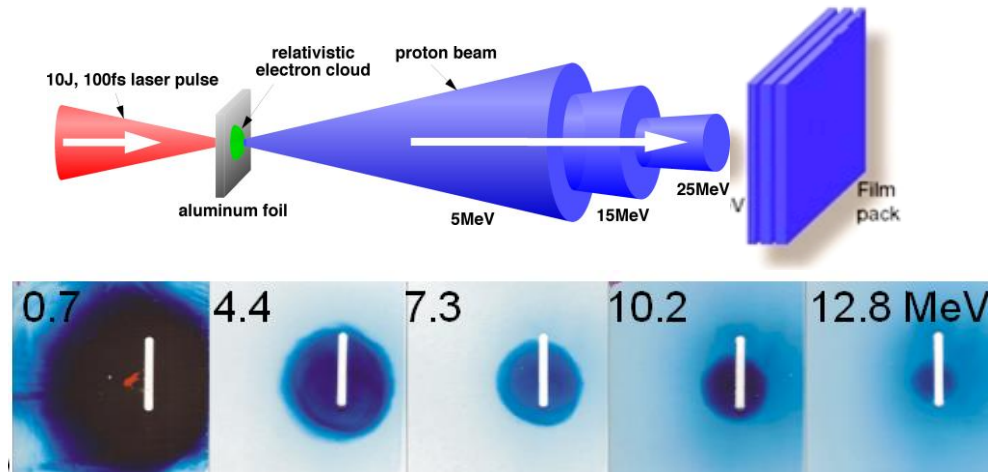 10J, 100fs laser pulse
relativistic
electron cloud
proton beam
aluminum foil
5MeV
15MeV
25MeV
V
Film
pack
0.7
4.4
7.3
10.2
12.8 MeV